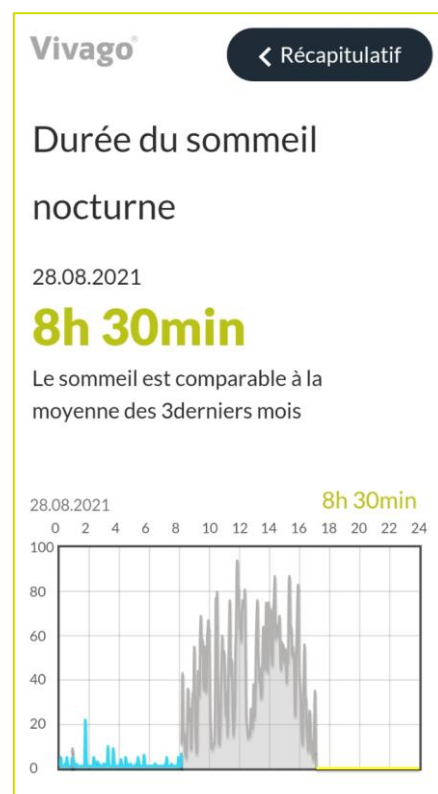 Vivago®
Récapitulatif
Durée du sommeil
nocturne
28.08.2021
8h 30min
Le sommeil est comparable à la
moyenne des 3derniers mois
28.08.2021 8h 30min
0 2 4 6 8 10 12 14 16 18 20 22 24
100
80
60
40
20
0